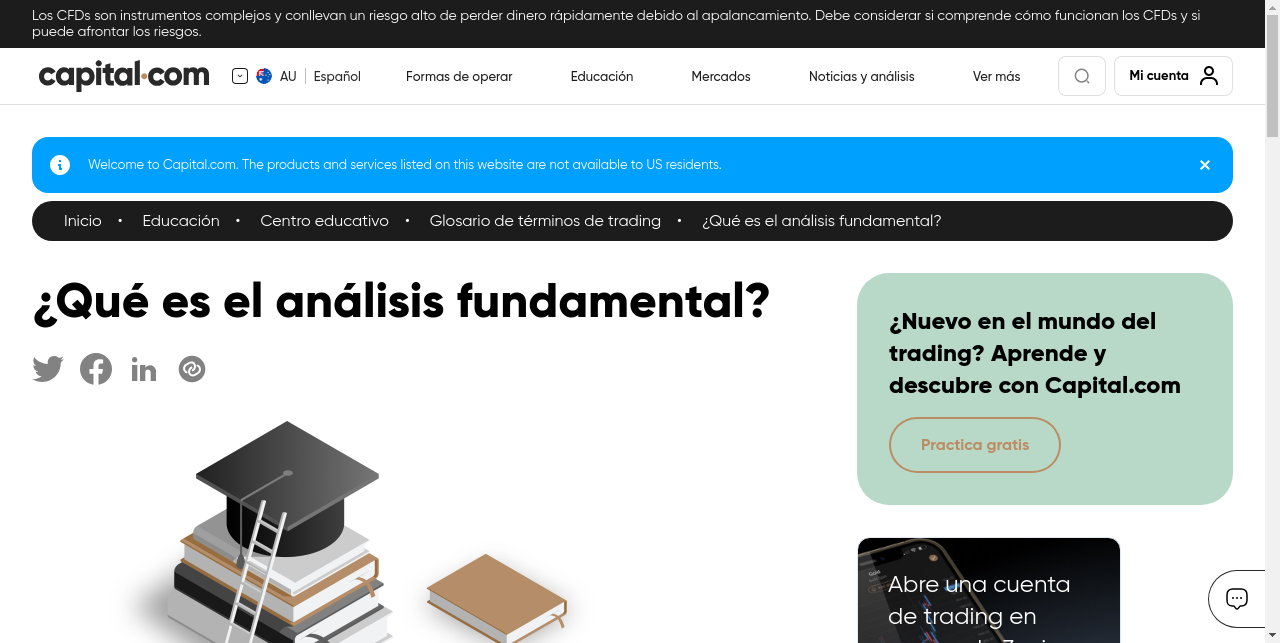 Los CFDs son instrumentos complejos y conllevan un riesgo alto de perder dinero rápidamente debido al apalancamiento. Debe considerar si comprende cómo funcionan los CFDs y si
puede afrontar los riesgos.
capital.com
AU
Español
Formas de operar
Educación
Mercados
Noticias y análisis
Ver más
Mi cuenta
Welcome to Capital.com. The products and services listed on this website are not available to US residents.
Inicio • Educación • Centro educativo • Glosario de términos de trading • ¿Qué es el análisis fundamental?
¿Qué es el análisis fundamental?
¿Nuevo en el mundo del
trading? Aprende y
descubre con Capital.com
Practica gratis
Abre una cuenta
de trading en